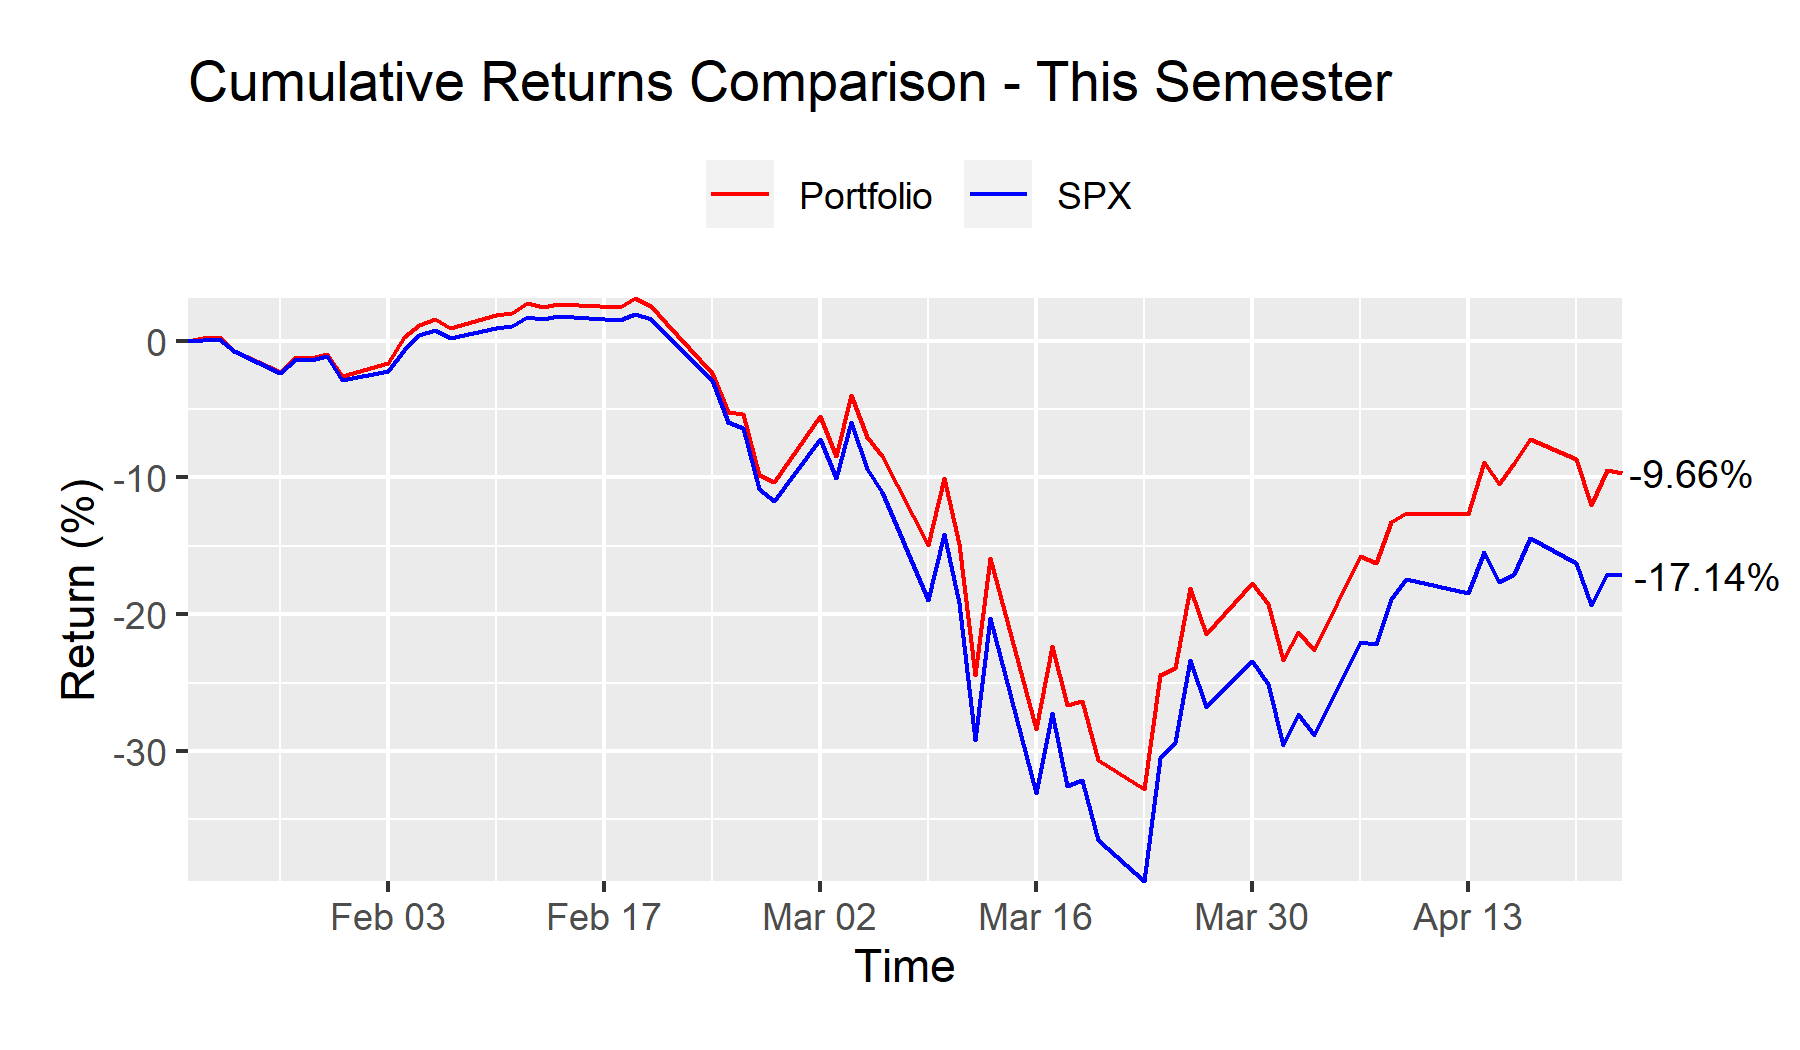 Cumulative Returns Comparison - This Semester
Portfolio SPX
Return (%)
0
-10
-20
-30
-9.66%
-17.14%
Feb 03 Feb 17 Mar 02 Mar 16 Mar 30 Apr 13
Time